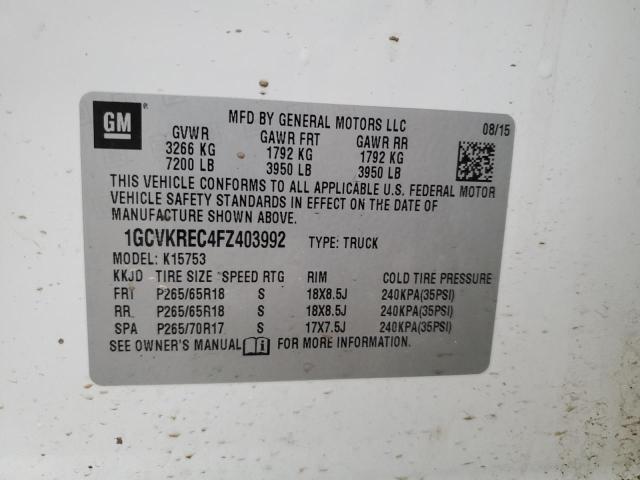 GM
MFD BY GENERAL MOTORS LLC 08/15
GVWR GAWR FRT GAWR RR
3266 KG 1792 KG 1792 KG
7200 LB 3950 LB 3950 LB
THIS VEHICLE CONFORMS TO ALL APPLICABLE U.S. FEDERAL MOTOR
VEHICLE SAFETY STANDARDS IN EFFECT ON THE DATE OF
MANUFACTURE SHOWN ABOVE.
1GCVKREC4FZ403992 TYPE: TRUCK
MODEL: K15753
KKJD TIRE SIZE SPEED RTG RIM COLD TIRE PRESSURE
FRT P265/65R18 S 18X8.5J 240KPA(35PSI)
RR P265/65R18 S 18X8.5J 240KPA(35PSI)
SPA P265/70R17 S 17X7.5J 240KPA(35PSI)
SEE OWNER'S MANUAL FOR MORE INFORMATION.